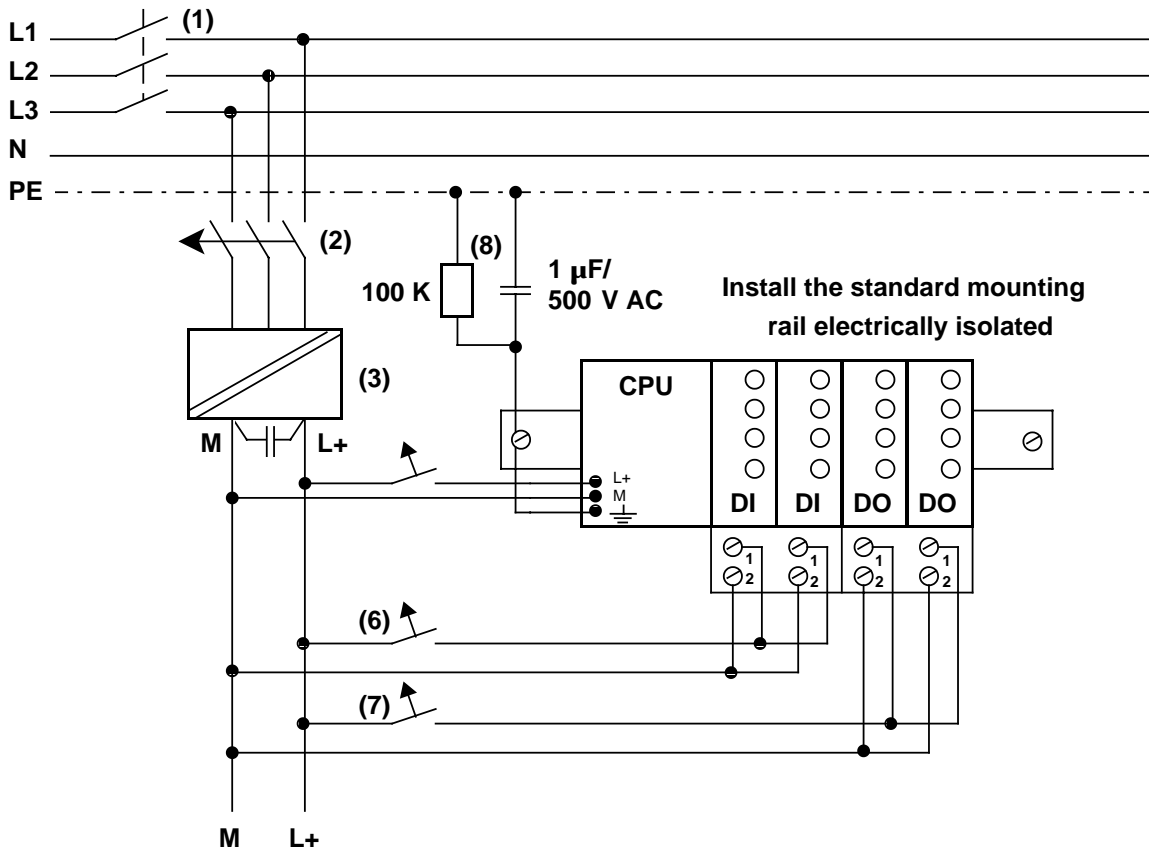 L1
(1)
L2
L3
N
PE
(2)
(8)
100 K
1 µF/
500 V AC
Install the standard mounting
rail electrically isolated
(3)
CPU
M
L+
L+
M
DI
DI
DO
DO
1
1
1
1
2
2
2
2
(6)
(7)
M
L+